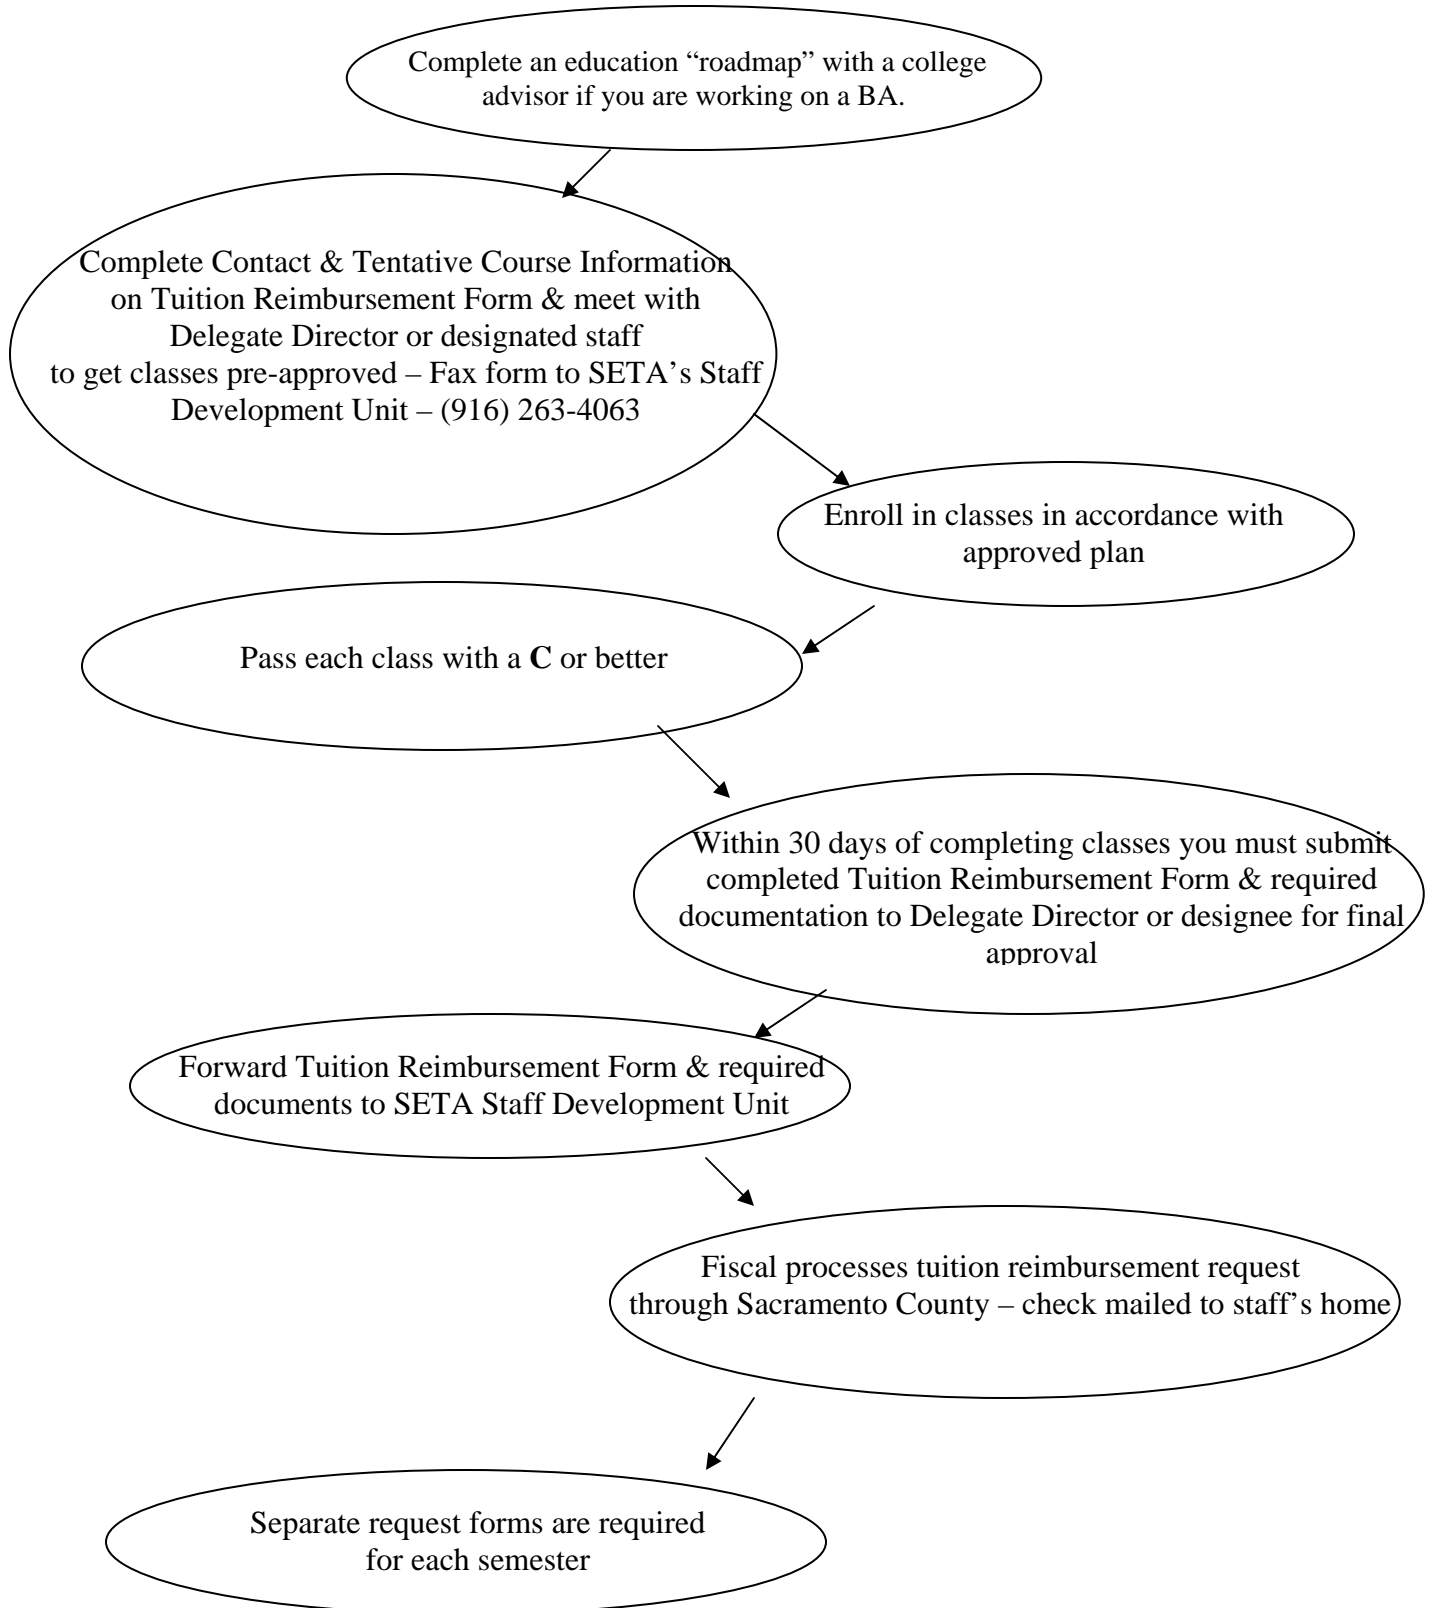 Complete an education “roadmap” with a college
advisor if you are working on a BA.
Complete Contact & Tentative Course Information
on Tuition Reimbursement Form & meet with
Delegate Director or designated staff
to get classes pre-approved – Fax form to SETA’s Staff
Development Unit – (916) 263-4063
Enroll in classes in accordance with
approved plan
Pass each class with a C or better
Within 30 days of completing classes you must submit
completed Tuition Reimbursement Form & required
documentation to Delegate Director or designee for final
approval
Forward Tuition Reimbursement Form & required
documents to SETA Staff Development Unit
Fiscal processes tuition reimbursement request
through Sacramento County – check mailed to staff’s home
Separate request forms are required
for each semester